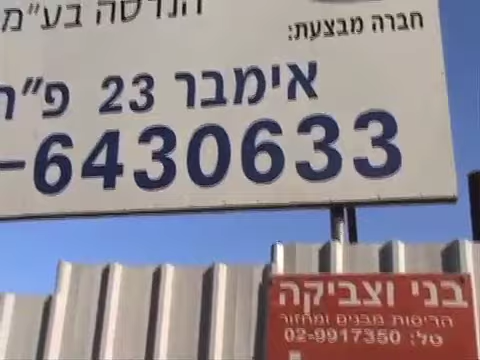 הנדסה בע"מ
חברה מבצעת:
אימבר 23 פ"ת
-6430633
בני וצביקה
הריסות מבנים ומחזור
טל: 02-9917350